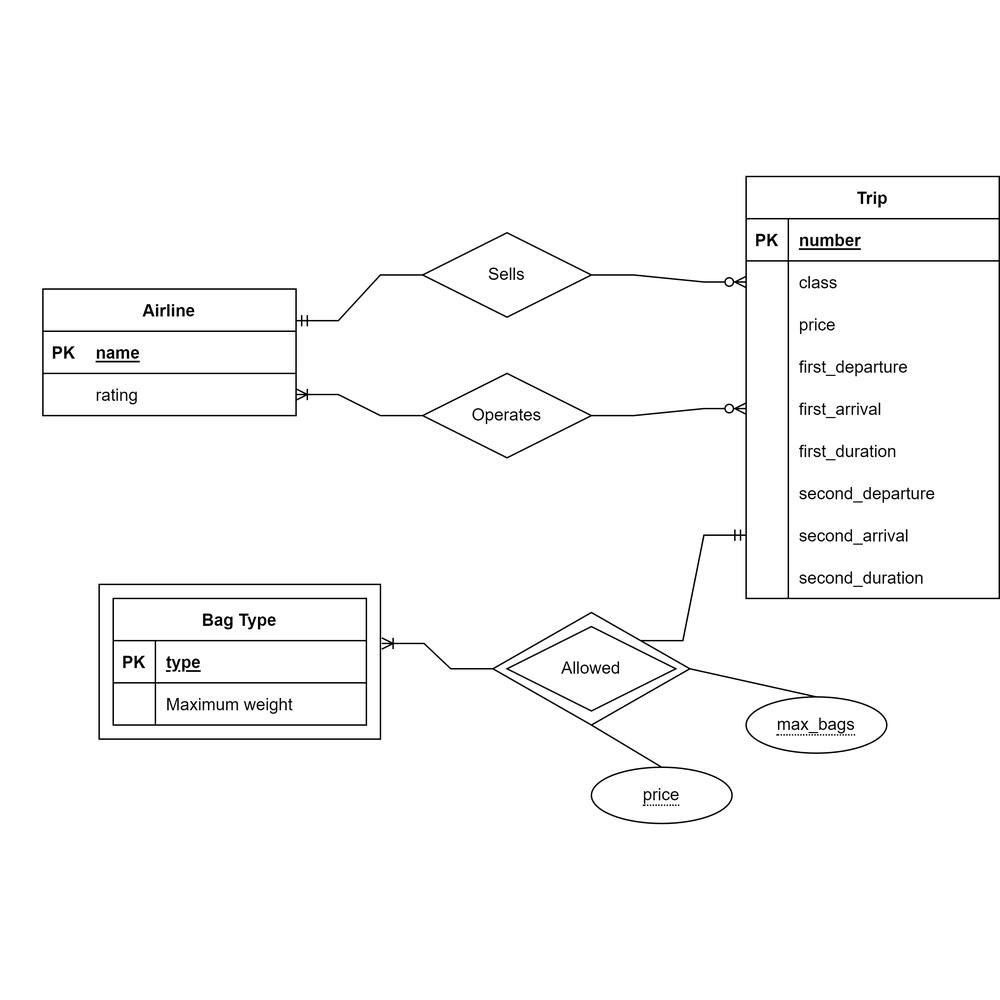 Trip
PK number
class
price
first_departure
first_arrival
first_duration
second_departure
second_arrival
second_duration
Sells
Airline
PK name
rating
Operates
Bag Type
PK type
Maximum weight
Allowed
max_bags
price